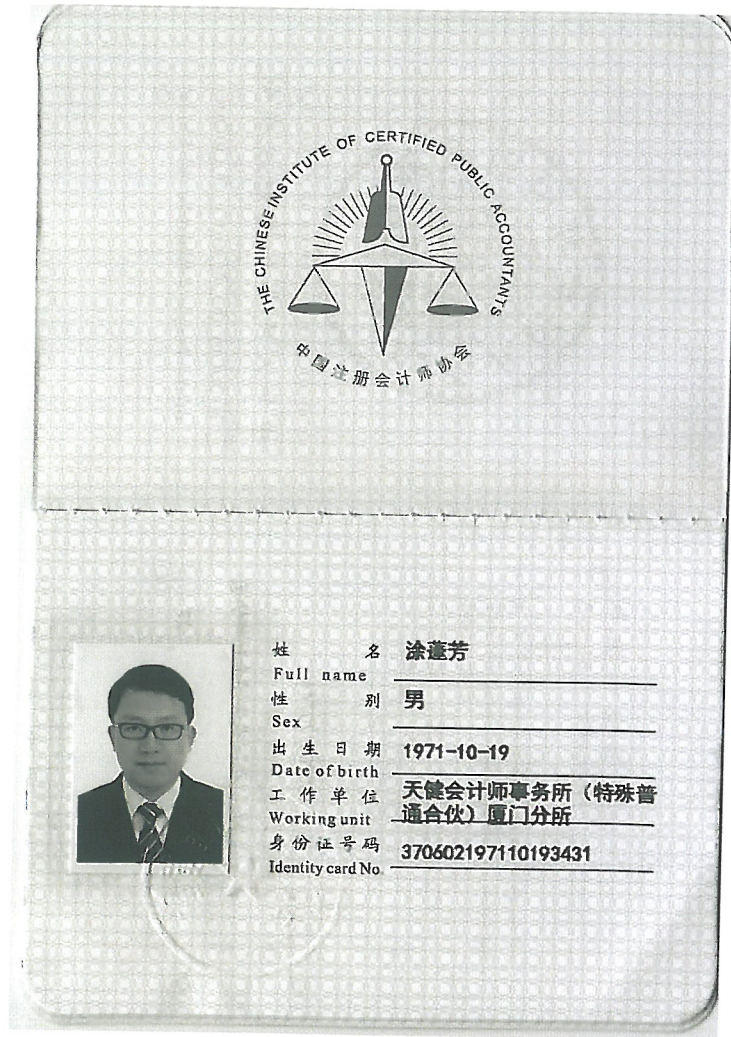 THE CHINESE INSTITUTE OF CERTIFIED PUBLIC ACCOUNTANTS
中国注册会计师协会
姓 名 涂蓬芳
Full name
性 别 男
Sex
出生日期 1971-10-19
Date of birth
工作单位 天健会计师事务所（特殊普
Working unit 通合伙）厦门分所
身份证号码 370602197110193431
Identity card No.